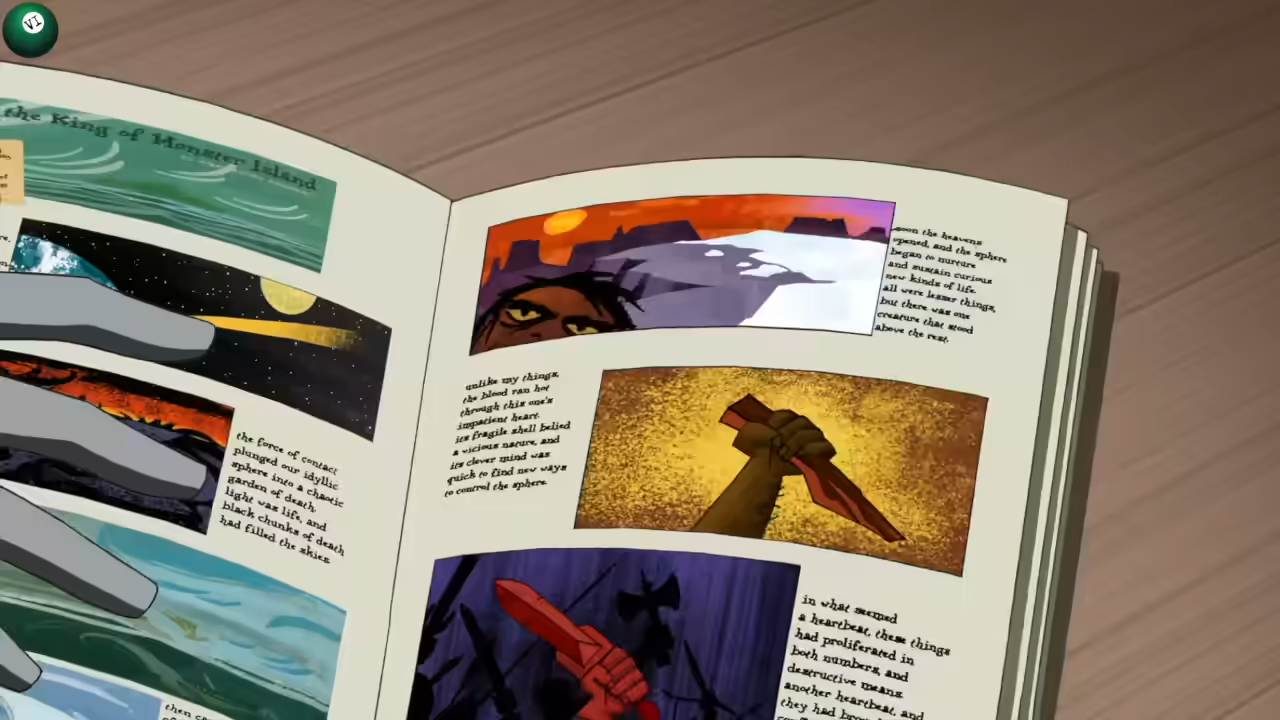 VI
the King of Monster Island
the force of contact
plunged our idyllic
sphere into a chaotic
garden of death.
light was life, and
black chunks of death
had filled the skies
then
soon the heavens
opened, and the sphere
began to nurture
and sustain curious
new kinds of life.
all were lesser things,
but there was one
creature that stood
above the rest.
unlike my things,
the blood ran hot
through this one's
impatient heart.
its fragile shell belied
a vicious nature, and
its clever mind was
quick to find new ways
to control the sphere
in what seemed
a heartbeat, these things
had proliferated in
both numbers, and
destructive means.
another heartbeat, and
they had